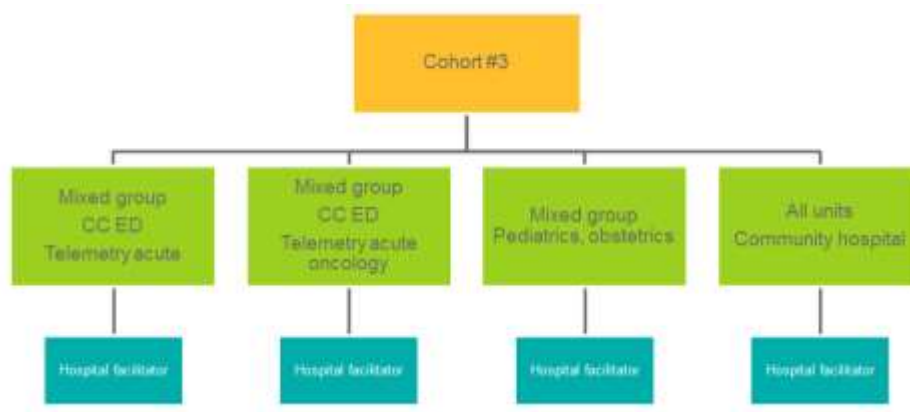 Cohort #3
Mixed group
CC ED
Telemetry acute
Mixed group
CC ED
Telemetry acute
oncology
Mixed group
Pediatrics, obstetrics
All units
Community hospital
Hospital facilitator
Hospital facilitator
Hospital facilitator
Hospital facilitator